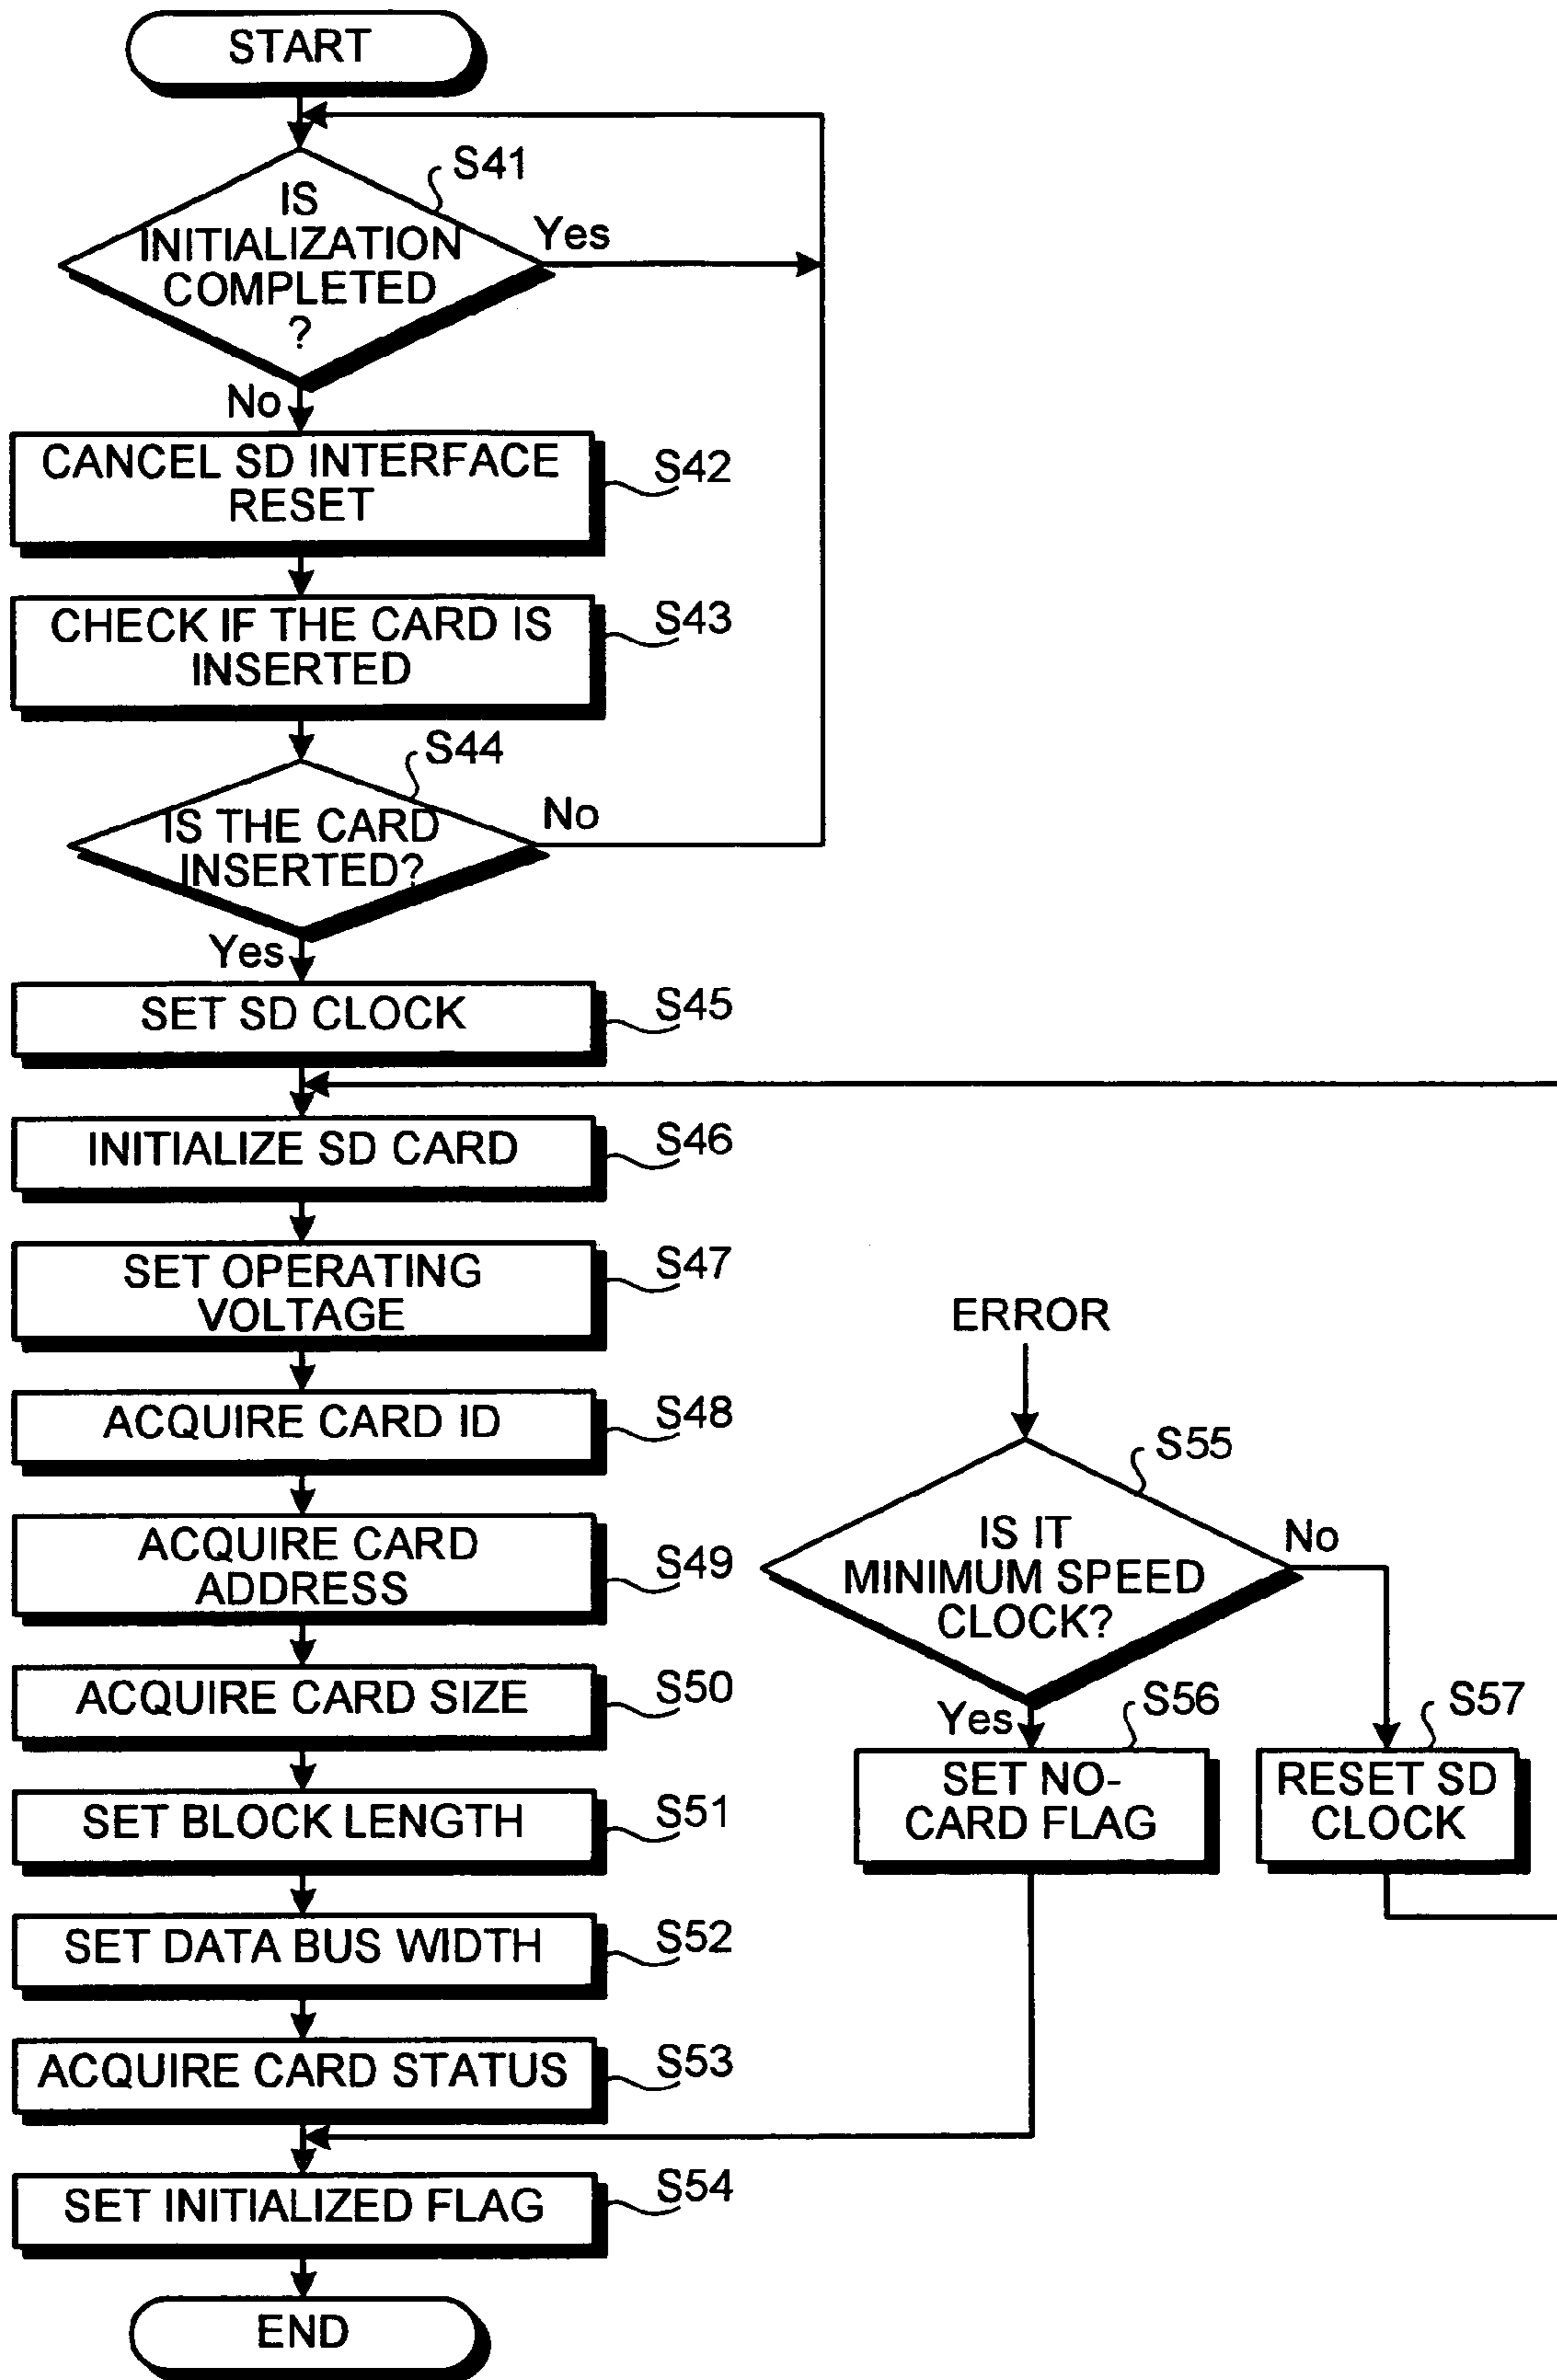 START
S41
IS
INITIALIZATION
COMPLETED
?
Yes
No
CANCEL SD INTERFACE
RESET
S42
CHECK IF THE CARD IS
INSERTED
S43
S44
IS THE CARD
INSERTED?
No
Yes
SET SD CLOCK
S45
INITIALIZE SD CARD
S46
SET OPERATING
VOLTAGE
S47
ACQUIRE CARD ID
S48
ACQUIRE CARD
ADDRESS
S49
ACQUIRE CARD SIZE
S50
SET BLOCK LENGTH
S51
SET DATA BUS WIDTH
S52
ACQUIRE CARD STATUS
S53
SET INITIALIZED FLAG
S54
END
ERROR
S55
IS IT
MINIMUM SPEED
CLOCK?
No
Yes
S56
SET NO-
CARD FLAG
S57
RESET SD
CLOCK